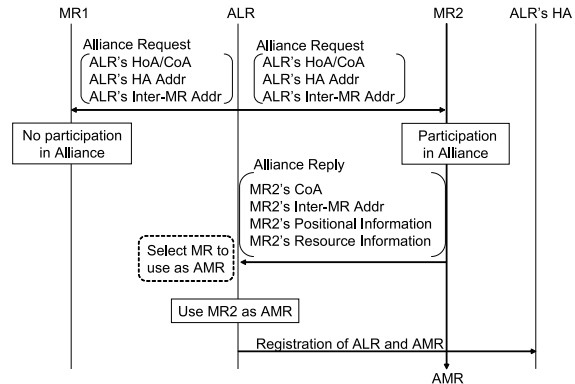 MR1 ALR MR2 ALR's HA
Alliance Request Alliance Request
ALR's HoA/CoA ALR's HoA/CoA
ALR's HA Addr ALR's HA Addr
ALR's Inter-MR Addr ALR's Inter-MR Addr
No participation
in Alliance
Participation
in Alliance
Alliance Reply
MR2's CoA
MR2's Inter-MR Addr
MR2's Positional Information
MR2's Resource Information
Select MR to
use as AMR
Use MR2 as AMR
Registration of ALR and AMR
AMR